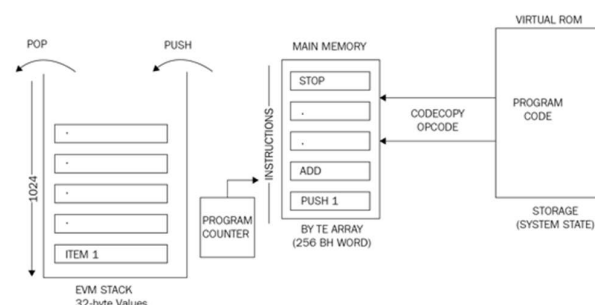 VIRTUAL ROM
POP
PUSH
MAIN MEMORY
STOP
.
.
ADD
PUSH 1
INSTRUCTIONS
CODECOPY
OPCODE
PROGRAM
CODE
1024
.
.
.
.
ITEM 1
PROGRAM
COUNTER
BY TE ARRAY
(256 BH WORD)
STORAGE
(SYSTEM STATE)
EVM STACK
32-byte Values